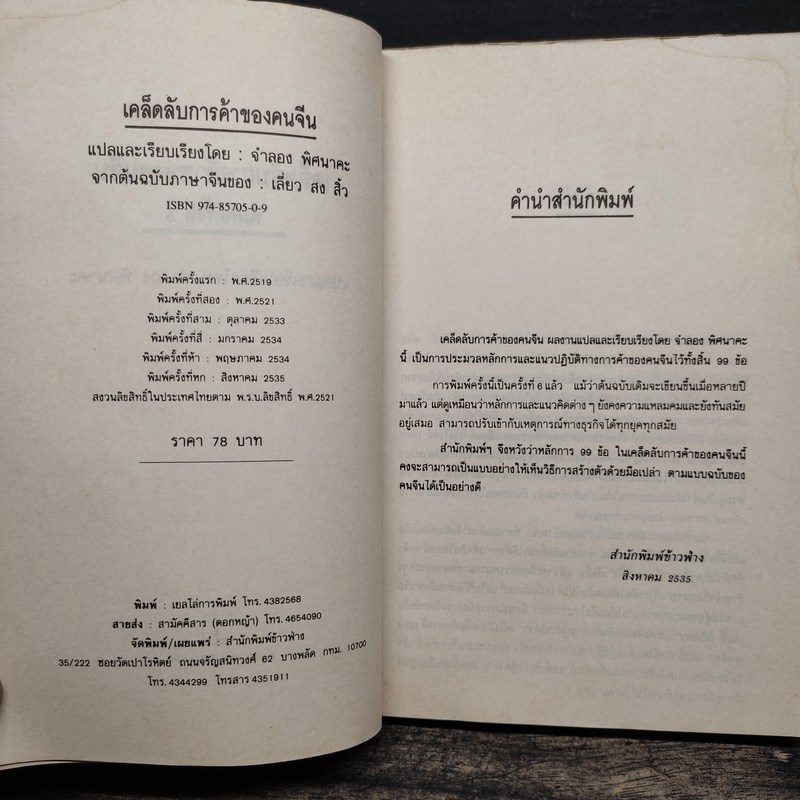 เคล็ดลับการค้าของคนจีน
แปลและเรียบเรียงโดย : จำลอง พิศนาคะ
จากต้นฉบับภาษาจีนของ : เลี่ยว สง สิ้ว
ISBN 974-85705-0-9
พิมพ์ครั้งแรก : พ.ศ.2519
พิมพ์ครั้งที่สอง : พ.ศ.2521
พิมพ์ครั้งที่สาม : ตุลาคม 2533
พิมพ์ครั้งที่สี่ : มกราคม 2534
พิมพ์ครั้งที่ห้า : พฤษภาคม 2534
พิมพ์ครั้งที่หก : สิงหาคม 2535
สงวนลิขสิทธิ์ในประเทศไทยตาม พ.ร.บ.ลิขสิทธิ์ พ.ศ.2521
ราคา 78 บาท
พิมพ์ : เยลโล่การพิมพ์ โทร. 4382568
สายส่ง : สามัคคีสาร (ดอกหญ้า) โทร. 4654090
จัดพิมพ์/เผยแพร่ : สำนักพิมพ์ข้าวฟ่าง
35/222 ซอยวัดเปาโรหิตย์ ถนนจรัญสนิทวงศ์ 62 บางพลัด กทม. 10700
โทร. 4344299 โทรสาร 4351911
คำนำสำนักพิมพ์
เคล็ดลับการค้าของคนจีน ผลงานแปลและเรียบเรียงโดย จำลอง พิศนาคะ
นี้ เป็นการประมวลหลักการและแนวปฏิบัติทางการค้าของคนจีนไว้ทั้งสิ้น 99 ข้อ
การพิมพ์ครั้งนี้เป็นครั้งที่ 6 แล้ว แม้ว่าต้นฉบับเดิมจะเขียนขึ้นเมื่อหลายปี
มาแล้ว แต่ดูเหมือนว่าหลักการและแนวคิดต่าง ๆ ยังคงความแหลมคมและยังทันสมัย
อยู่เสมอ สามารถปรับเข้ากับเหตุการณ์ทางธุรกิจได้ทุกยุคทุกสมัย
สำนักพิมพ์ฯ จึงหวังว่าหลักการ 99 ข้อ ในเคล็ดลับการค้าของคนจีนนี้
คงจะสามารถเป็นแบบอย่างให้เห็นวิธีการสร้างตัวด้วยมือเปล่า ตามแบบฉบับของ
คนจีนได้เป็นอย่างดี
สำนักพิมพ์ข้าวฟ่าง
สิงหาคม 2535